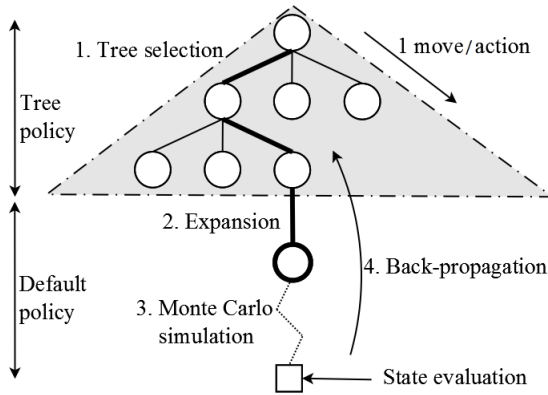 1. Tree selection
1 move/action
Tree
policy
2. Expansion
Default
policy
3. Monte Carlo
simulation
4. Back-propagation
State evaluation